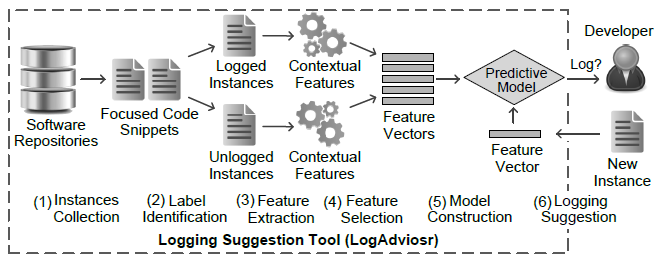 Developer
Log?
Logged
Instances
Contextual
Features
Predictive
Model
Software
Repositories
Focused Code
Snippets
Feature
Vectors
Unlogged
Instances
Contextual
Features
Feature
Vector
New
Instance
(1) Instances
Collection
(2) Label
Identification
(3) Feature
Extraction
(4) Feature
Selection
(5) Model
Construction
(6) Logging
Suggestion
Logging Suggestion Tool (LogAdviosr)